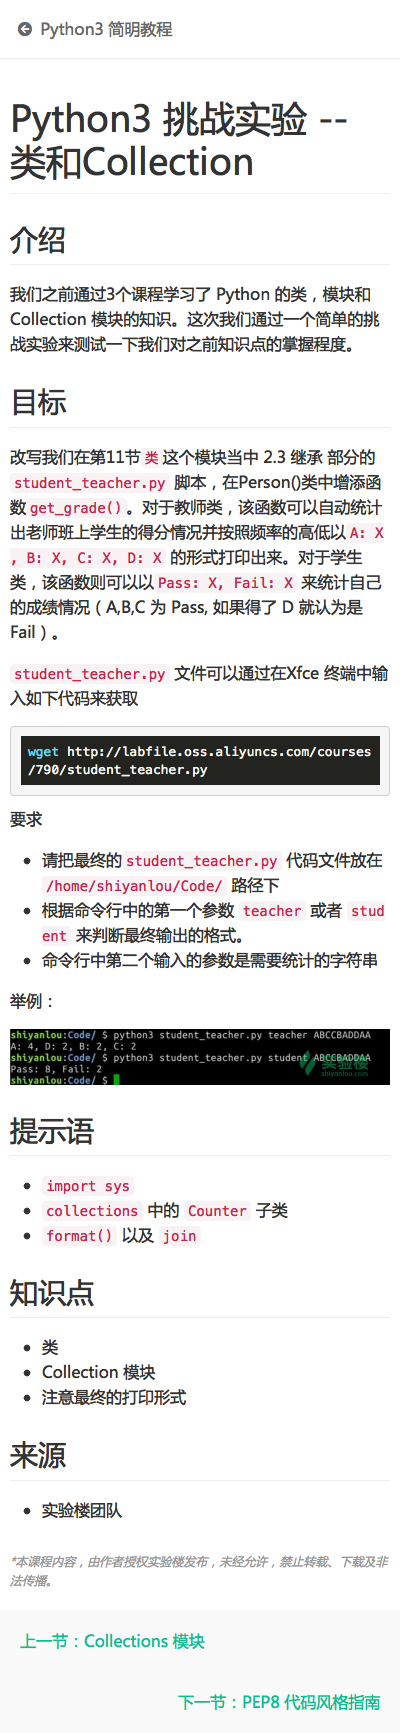 Python3 简明教程
Python3 挑战实验 --
类和Collection
介绍
我们之前通过3个课程学习了 Python 的类，模块和
Collection 模块的知识。这次我们通过一个简单的挑
战实验来测试一下我们对之前知识点的掌握程度。
目标
改写我们在第11节 类 这个模块当中 2.3 继承 部分的
student_teacher.py 脚本，在Person()类中增添函
数 get_grade() 。对于教师类，该函数可以自动统计
出老师班上学生的得分情况并按照频率的高低以 A: X
, B: X, C: X, D: X 的形式打印出来。对于学生
类，该函数则可以以 Pass: X, Fail: X 来统计自己
的成绩情况（ A,B,C 为 Pass, 如果得了 D 就认为是
Fail ）。
student_teacher.py 文件可以通过在Xfce 终端中输
入如下代码来获取
wget http://labfile.oss.aliyuncs.com/courses
/790/student_teacher.py
要求
请把最终的 student_teacher.py 代码文件放在
/home/shiyanlou/Code/ 路径下
根据命令行中的第一个参数 teacher 或者 stud
ent 来判断最终输出的格式。
命令行中第二个输入的参数是需要统计的字符串
举例：
shiyanlou:Code/ $ python3 student_teacher.py teacher ABCCBADDAA
A: 4, D: 2, B: 2, C: 2
shiyanlou:Code/ $ python3 student_teacher.py student ABCCBADDAA
Pass: 8, Fail: 2
shiyanlou:Code/ $
实验楼
shiyanlou.com
提示语
import sys
collections 中的 Counter 子类
format() 以及 join
知识点
类
Collection 模块
注意最终的打印形式
来源
实验楼团队
*本课程内容，由作者授权实验楼发布，未经允许，禁止转载、下载及非
法传播。
上一节：Collections 模块
下一节：PEP8 代码风格指南